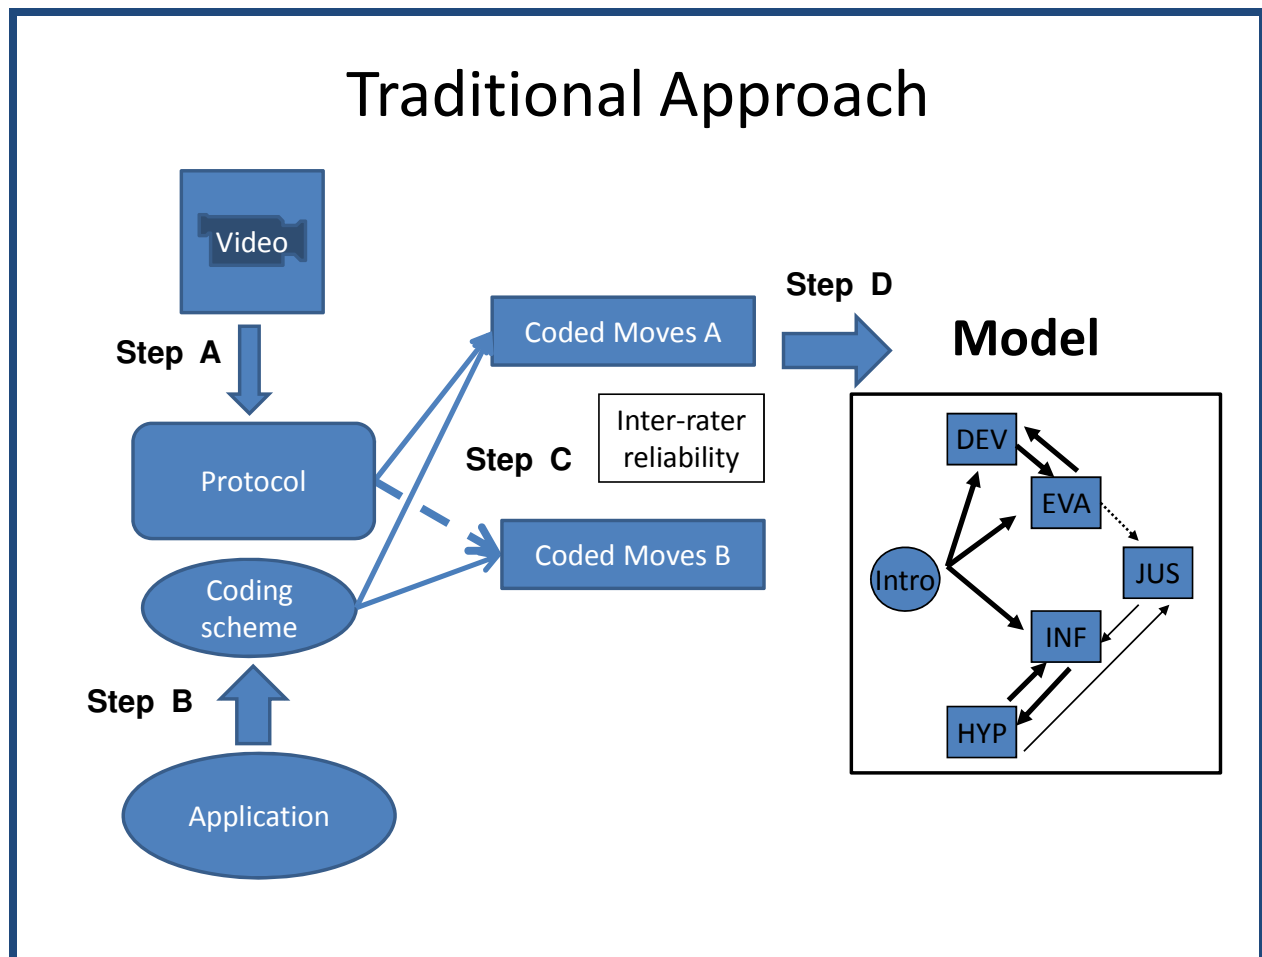 Traditional Approach
Video
Step A
Protocol
Coding
scheme
Step B
Application
Coded Moves A
Step C
Inter-rater
reliability
Coded Moves B
Step D
Model
DEV
EVA
Intro
JUS
INF
HYP